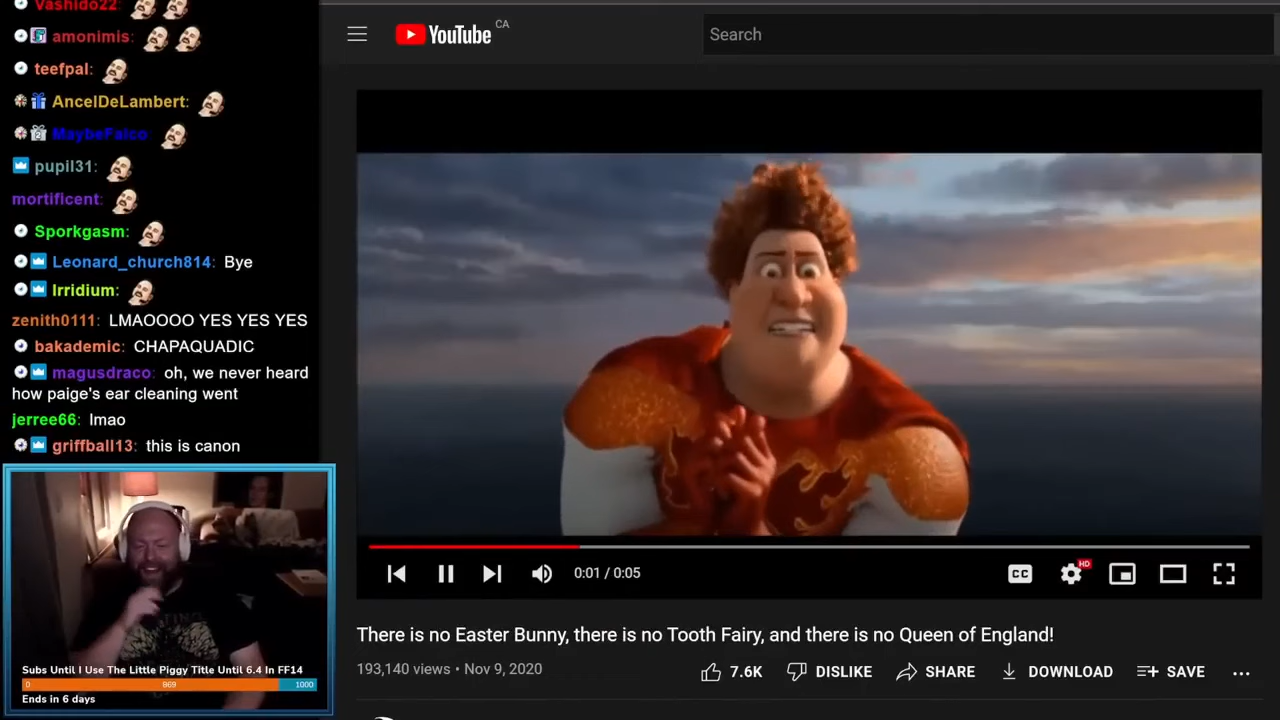 Vashido22:
amonimis:
teefpal:
AncelDeLambert:
MaybeFalco
pupil31:
mortificent:
Sporkgasm:
Leonard_church814: Bye
Irridium:
zenith0111: LMAOOOO YES YES YES
bakademic: CHAPAQUADIC
magusdraco: oh, we never heard
how paige's ear cleaning went
jerree66: lmao
griffball13: this is canon
Subs Until I Use The Little Piggy Title Until 6.4 In FF14
0 869 1000
Ends in 6 days
YouTube CA
Search
0:01 / 0:05
CC
HD
There is no Easter Bunny, there is no Tooth Fairy, and there is no Queen of England!
193,140 views • Nov 9, 2020
7.6K DISLIKE SHARE DOWNLOAD SAVE ...